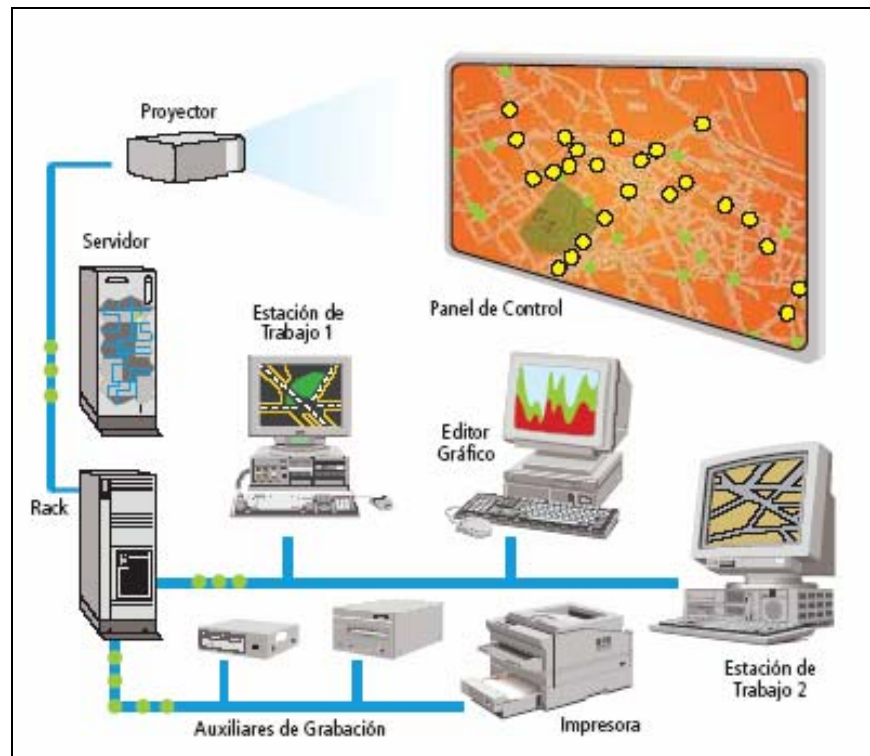 Proyector
Servidor
Estación de
Trabajo 1
Panel de Control
Editor
Gráfico
Rack
Estación de
Trabajo 2
Auxiliares de Grabación
Impresora